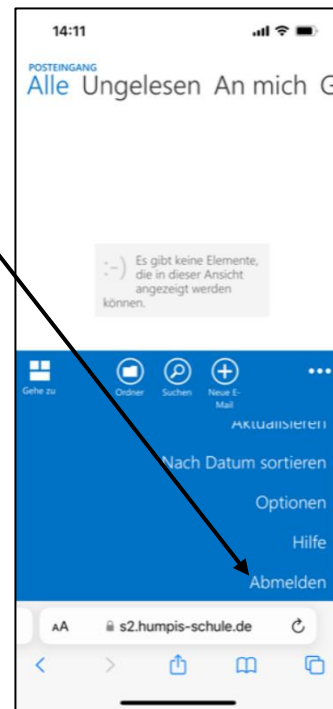 14:11
POSTEINGANG
Alle Ungelesen An mich G
:-) Es gibt keine Elemente,
die in dieser Ansicht
angezeigt werden
können.
Gehe zu Ordner Suchen Neue E-
Mail
Aktualisieren
Nach Datum sortieren
Optionen
Hilfe
Abmelden
AA s2.humpis-schule.de